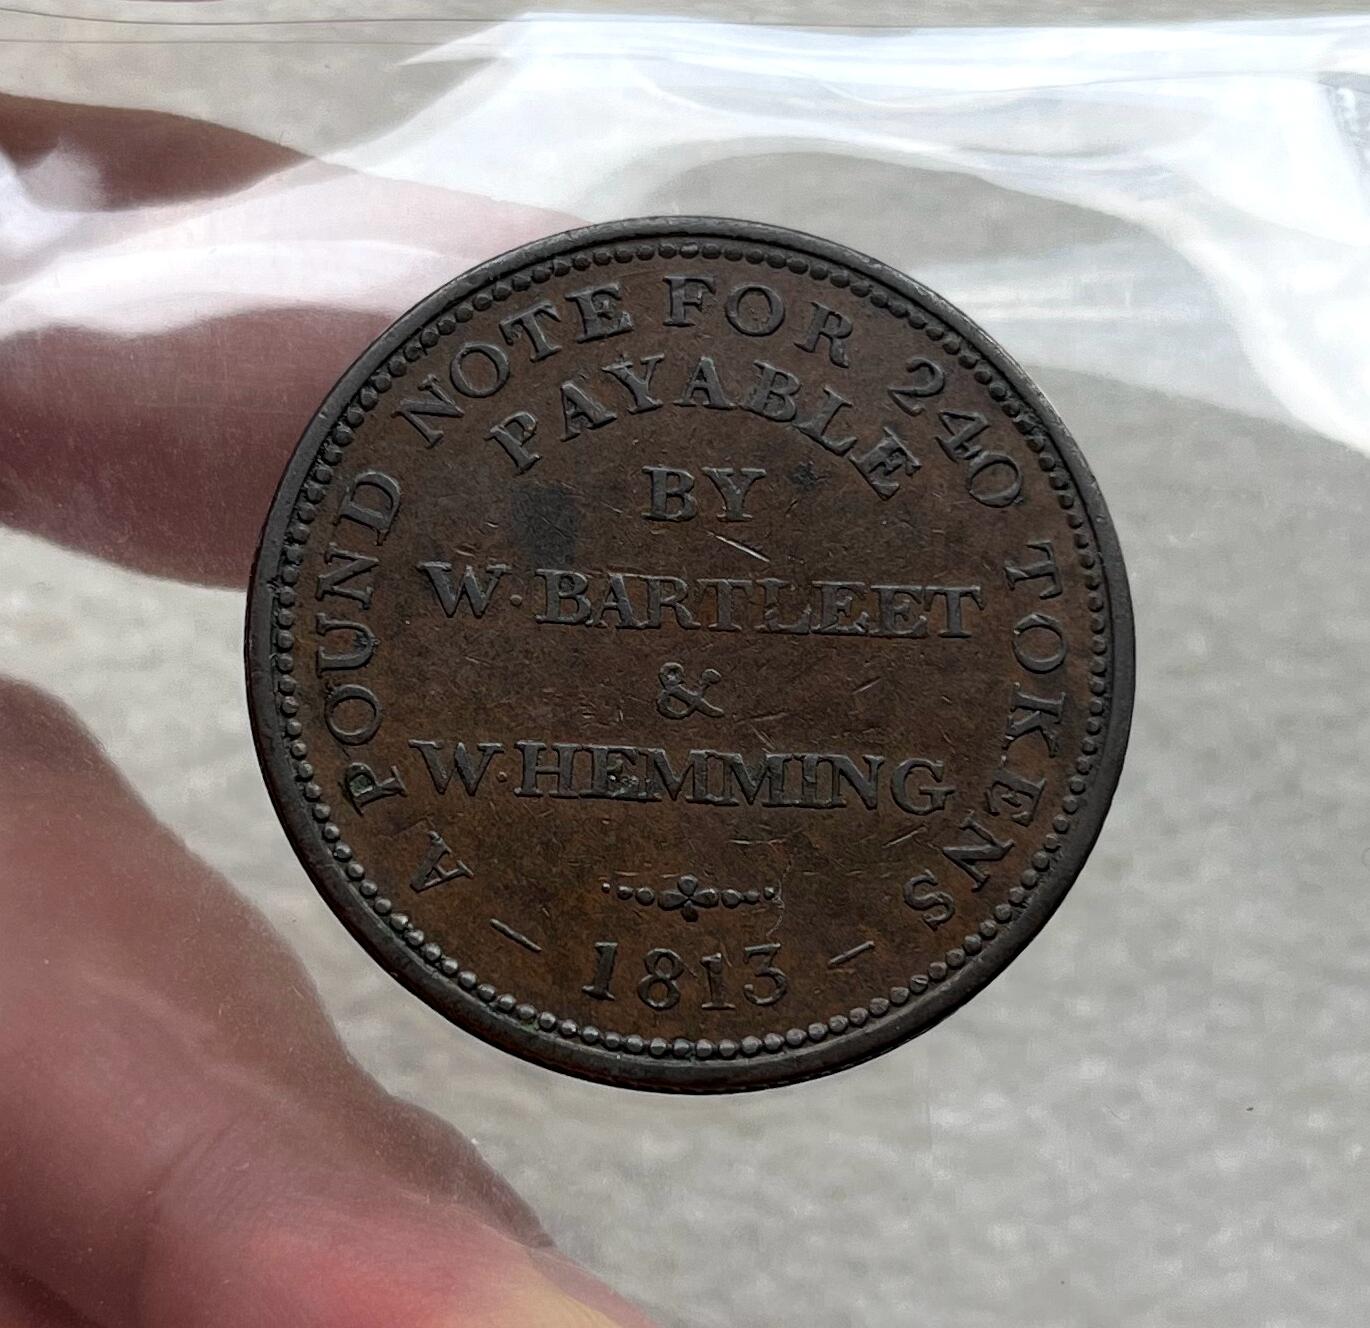 A POUND NOTE FOR 240 TOKENS
PAYABLE
BY
W·BARTLEET
&
W·HEMMING
— 1813 —